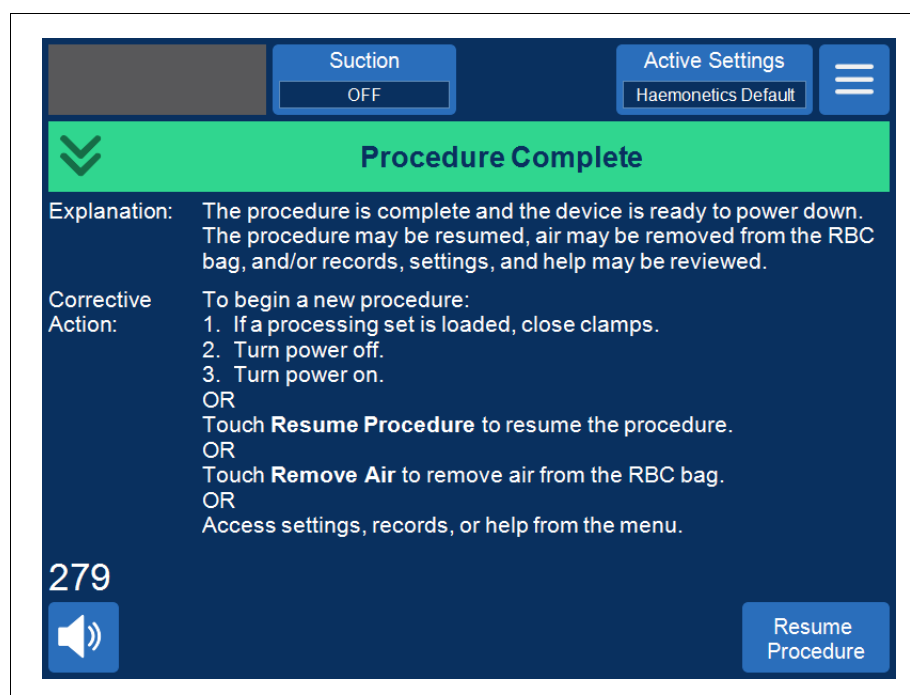 Suction
OFF
Active Settings
Haemonetics Default
Procedure Complete
Explanation: The procedure is complete and the device is ready to power down.
The procedure may be resumed, air may be removed from the RBC
bag, and/or records, settings, and help may be reviewed.
Corrective To begin a new procedure:
Action: 1. If a processing set is loaded, close clamps.
2. Turn power off.
3. Turn power on.
OR
Touch Resume Procedure to resume the procedure.
OR
Touch Remove Air to remove air from the RBC bag.
OR
Access settings, records, or help from the menu.
279
Resume
Procedure